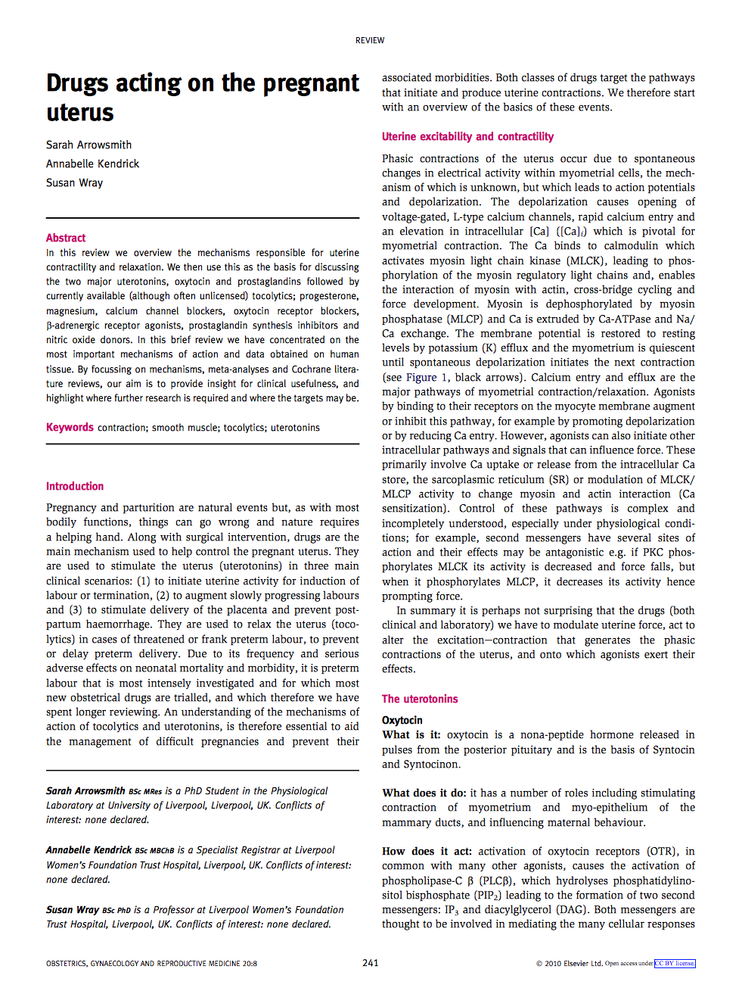 REVIEW
Drugs acting on the pregnant
uterus
Sarah Arrowsmith
Annabelle Kendrick
Susan Wray
Abstract
In this review we overview the mechanisms responsible for uterine
contractility and relaxation. We then use this as the basis for discussing
the two major uterotonins, oxytocin and prostaglandins followed by
currently available (although often unlicensed) tocolytics; progesterone,
magnesium, calcium channel blockers, oxytocin receptor blockers,
β-adrenergic receptor agonists, prostaglandin synthesis inhibitors and
nitric oxide donors. In this brief review we have concentrated on the
most important mechanisms of action and data obtained on human
tissue. By focussing on mechanisms, meta-analyses and Cochrane litera-
ture reviews, our aim is to provide insight for clinical usefulness, and
highlight where further research is required and where the targets may be.
Keywords contraction; smooth muscle; tocolytics; uterotonins
Introduction
Pregnancy and parturition are natural events but, as with most
bodily functions, things can go wrong and nature requires
a helping hand. Along with surgical intervention, drugs are the
main mechanism used to help control the pregnant uterus. They
are used to stimulate the uterus (uterotonins) in three main
clinical scenarios: (1) to initiate uterine activity for induction of
labour or termination, (2) to augment slowly progressing labours
and (3) to stimulate delivery of the placenta and prevent post-
partum haemorrhage. They are used to relax the uterus (toco-
lytics) in cases of threatened or frank preterm labour, to prevent
or delay preterm delivery. Due to its frequency and serious
adverse effects on neonatal mortality and morbidity, it is preterm
labour that is most intensely investigated and for which most
new obstetrical drugs are trialled, and which therefore we have
spent longer reviewing. An understanding of the mechanisms of
action of tocolytics and uterotonins, is therefore essential to aid
the management of difficult pregnancies and prevent their
Sarah Arrowsmith BSc MRes is a PhD Student in the Physiological
Laboratory at University of Liverpool, Liverpool, UK. Conflicts of
interest: none declared.
Annabelle Kendrick BSc MBChB is a Specialist Registrar at Liverpool
Women's Foundation Trust Hospital, Liverpool, UK. Conflicts of interest:
none declared.
Susan Wray BSc PhD is a Professor at Liverpool Women's Foundation
Trust Hospital, Liverpool, UK. Conflicts of interest: none declared.
associated morbidities. Both classes of drugs target the pathways
that initiate and produce uterine contractions. We therefore start
with an overview of the basics of these events.
Uterine excitability and contractility
Phasic contractions of the uterus occur due to spontaneous
changes in electrical activity within myometrial cells, the mech-
anism of which is unknown, but which leads to action potentials
and depolarization. The depolarization causes opening of
voltage-gated, L-type calcium channels, rapid calcium entry and
an elevation in intracellular [Ca] ([Ca]i) which is pivotal for
myometrial contraction. The Ca binds to calmodulin which
activates myosin light chain kinase (MLCK), leading to phos-
phorylation of the myosin regulatory light chains and, enables
the interaction of myosin with actin, cross-bridge cycling and
force development. Myosin is dephosphorylated by myosin
phosphatase (MLCP) and Ca is extruded by Ca-ATPase and Na/
Ca exchange. The membrane potential is restored to resting
levels by potassium (K) efflux and the myometrium is quiescent
until spontaneous depolarization initiates the next contraction
(see Figure 1, black arrows). Calcium entry and efflux are the
major pathways of myometrial contraction/relaxation. Agonists
by binding to their receptors on the myocyte membrane augment
or inhibit this pathway, for example by promoting depolarization
or by reducing Ca entry. However, agonists can also initiate other
intracellular pathways and signals that can influence force. These
primarily involve Ca uptake or release from the intracellular Ca
store, the sarcoplasmic reticulum (SR) or modulation of MLCK/
MLCP activity to change myosin and actin interaction (Ca
sensitization). Control of these pathways is complex and
incompletely understood, especially under physiological condi-
tions; for example, second messengers have several sites of
action and their effects may be antagonistic e.g. if PKC phos-
phorylates MLCK its activity is decreased and force falls, but
when it phosphorylates MLCP, it decreases its activity hence
prompting force.
In summary it is perhaps not surprising that the drugs (both
clinical and laboratory) we have to modulate uterine force, act to
alter the excitation—contraction that generates the phasic
contractions of the uterus, and onto which agonists exert their
effects.
The uterotonins
Oxytocin
What is it: oxytocin is a nona-peptide hormone released in
pulses from the posterior pituitary and is the basis of Syntocin
and Syntocinon.
What does it do: it has a number of roles including stimulating
contraction of myometrium and myo-epithelium of the
mammary ducts, and influencing maternal behaviour.
How does it act: activation of oxytocin receptors (OTR), in
common with many other agonists, causes the activation of
phospholipase-C β (PLCβ), which hydrolyses phosphatidylino-
sitol bisphosphate (PIP2) leading to the formation of two second
messengers: IP3 and diacylglycerol (DAG). Both messengers are
thought to be involved in mediating the many cellular responses
OBSTETRICS, GYNAECOLOGY AND REPRODUCTIVE MEDICINE 20:8
241
© 2010 Elsevier Ltd. Open access under CC BY license.